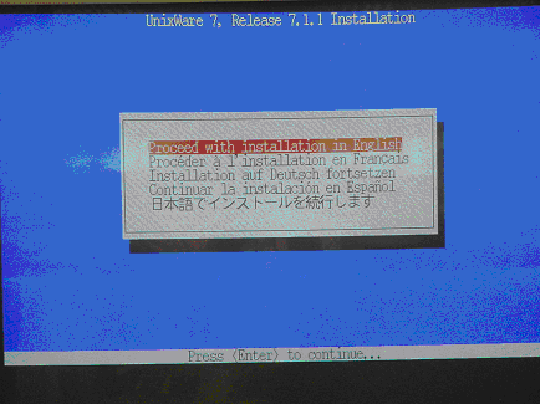 UnixWare 7, Release 7.1.1 Installation
Proceed with installation in English
Procéder à l'installation en Francais
Installation auf Deutsch fortsetzen
Continuar la instalación en Español
日本語でインストールを続行します
Press <Enter> to continue...